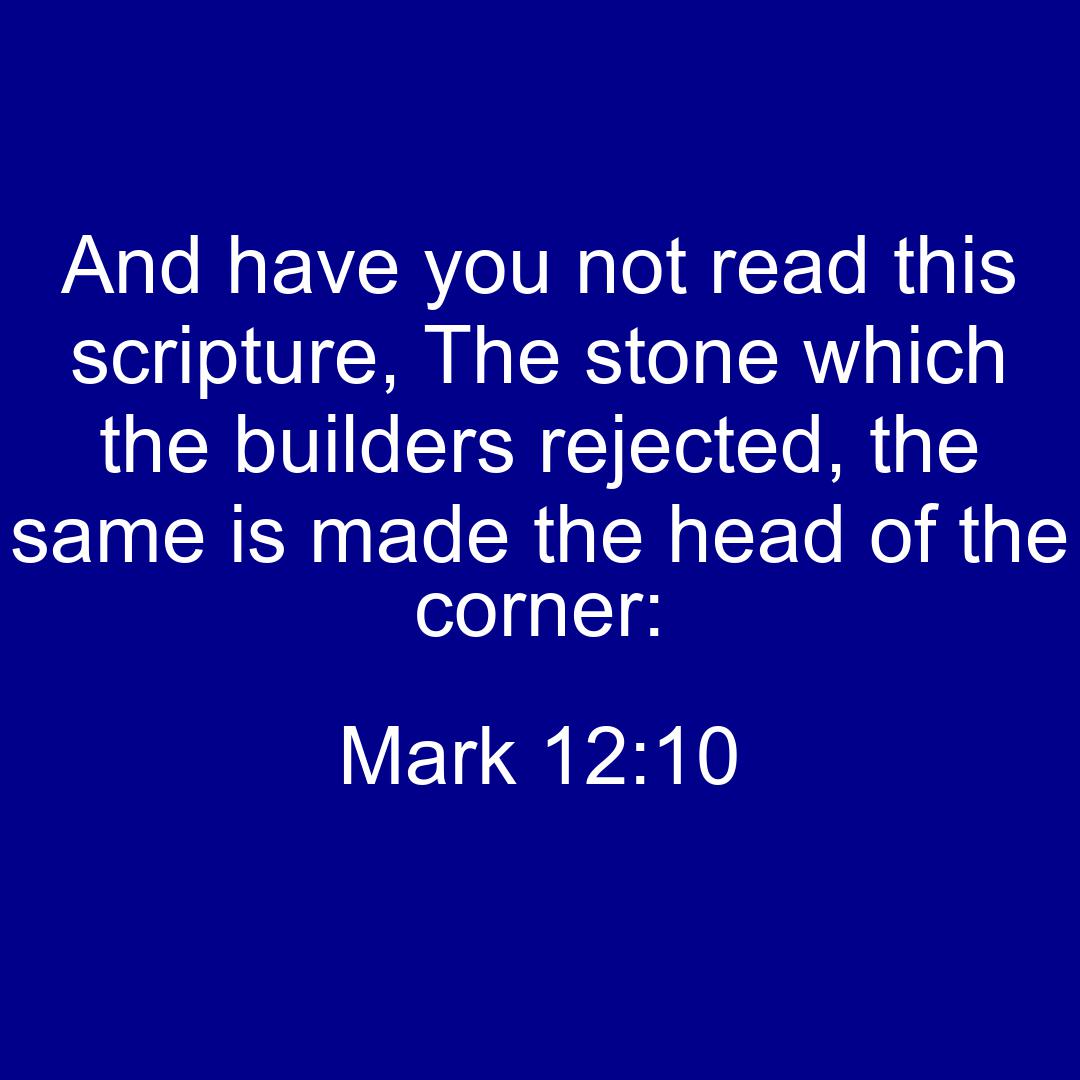 And have you not read this
scripture, The stone which
the builders rejected, the
same is made the head of the
corner:
Mark 12:10